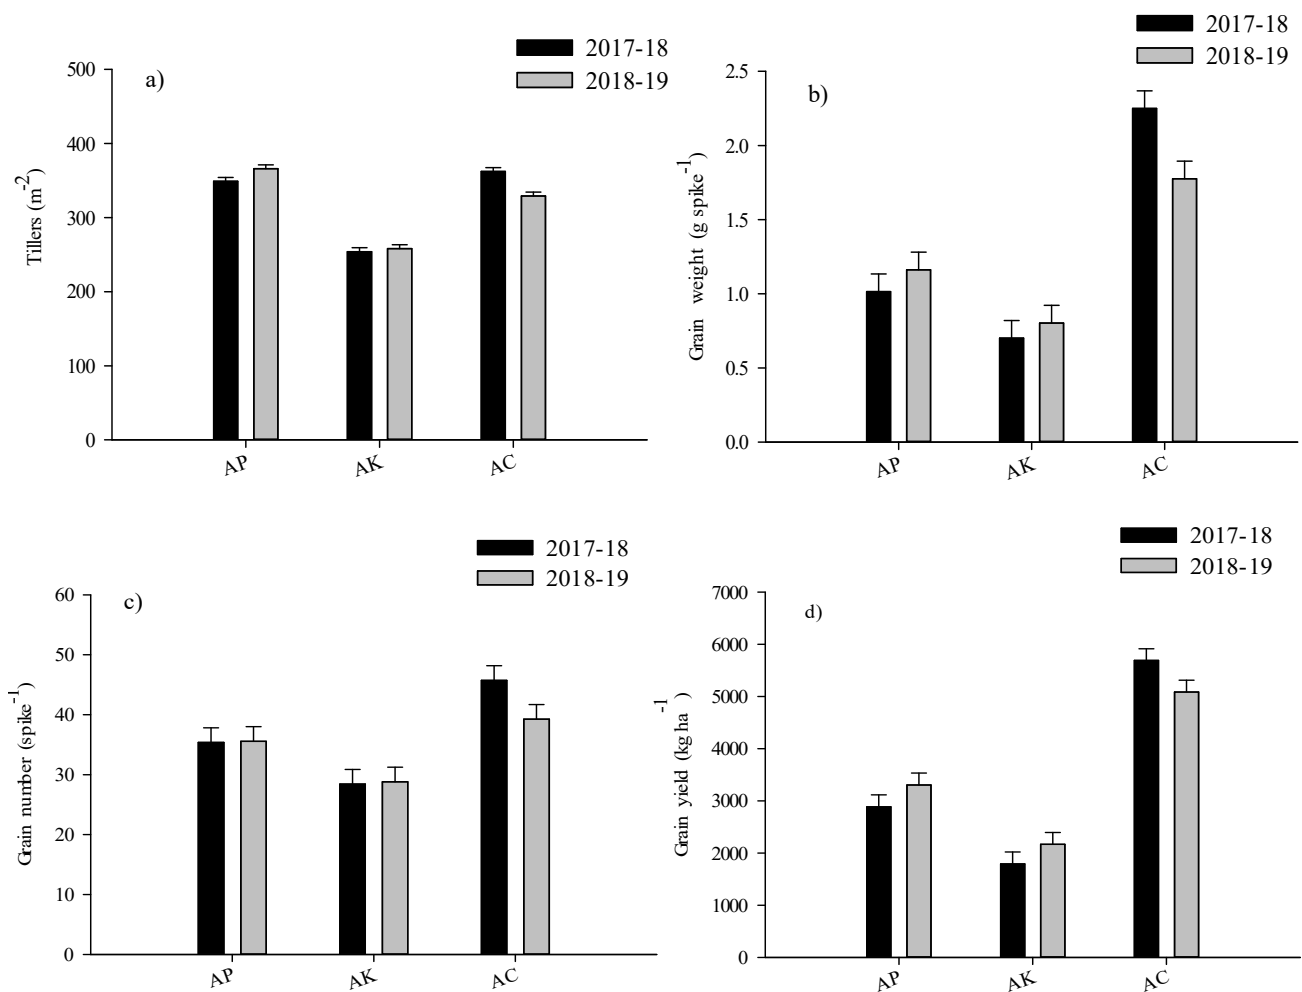 2017-18
2018-19
a)
500
400
300
200
100
0
Tillers (m-2)
AP
AK
AC
2017-18
2018-19
b)
2.5
2.0
1.5
1.0
0.5
0.0
Grain weight (g spike-1)
AP
AK
AC
2017-18
2018-19
c)
60
50
40
30
20
10
0
Grain number (spike-1)
AP
AK
AC
2017-18
2018-19
d)
7000
6000
5000
4000
3000
2000
1000
0
Grain yield (kg ha-1)
AP
AK
AC